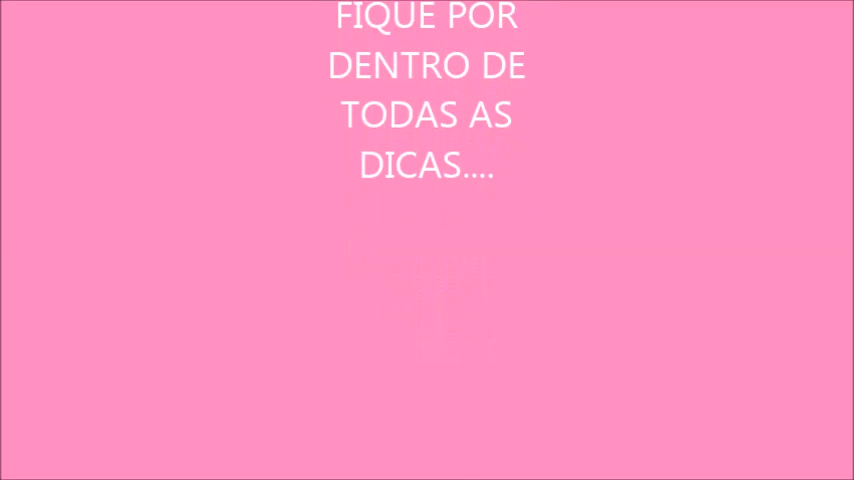 FIQUE POR
DENTRO DE
TODAS AS
DICAS....